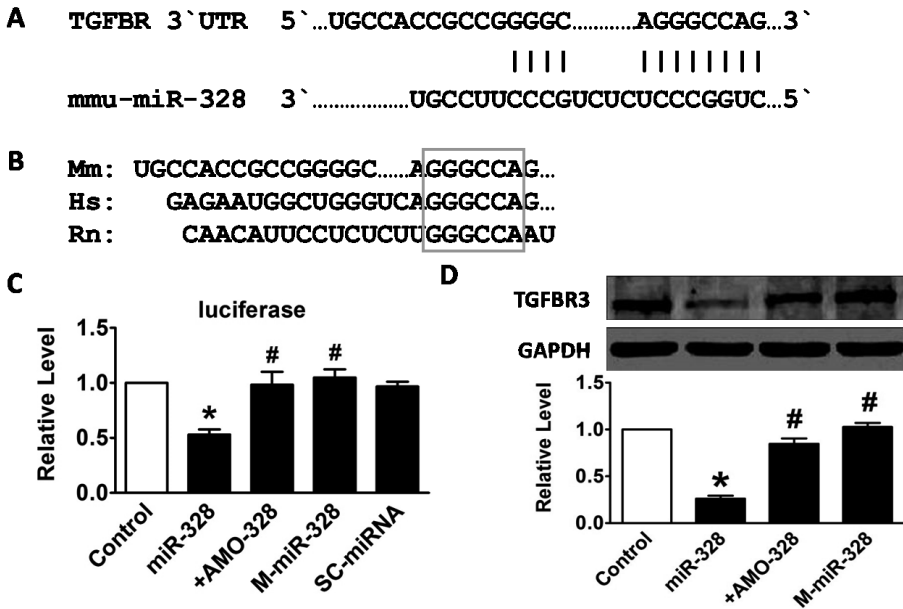 A
TGFBR 3`UTR 5`…UGCCACCGCCGGGGC…………AGGGCCAG…3`
mmu-miR-328 3`………………UGCCUUCCCGUCUCUCCCGGUC…5`
B
Mm: UGCCACCGCCGGGGC……AGGGCCAG…
Hs: GAGAAUGGCUGGGUCAGGGCCAG…
Rn: CAACAUUCCUCUCUUGGGCCAAU
C
luciferase
Relative Level
1.5
1.0
0.5
0.0
*
#
#
Control
miR-328
+AMO-328
M-miR-328
SC-miRNA
D
TGFBR3
GAPDH
Relative Level
1.5
1.0
0.5
0.0
*
#
#
Control
miR-328
+AMO-328
M-miR-328